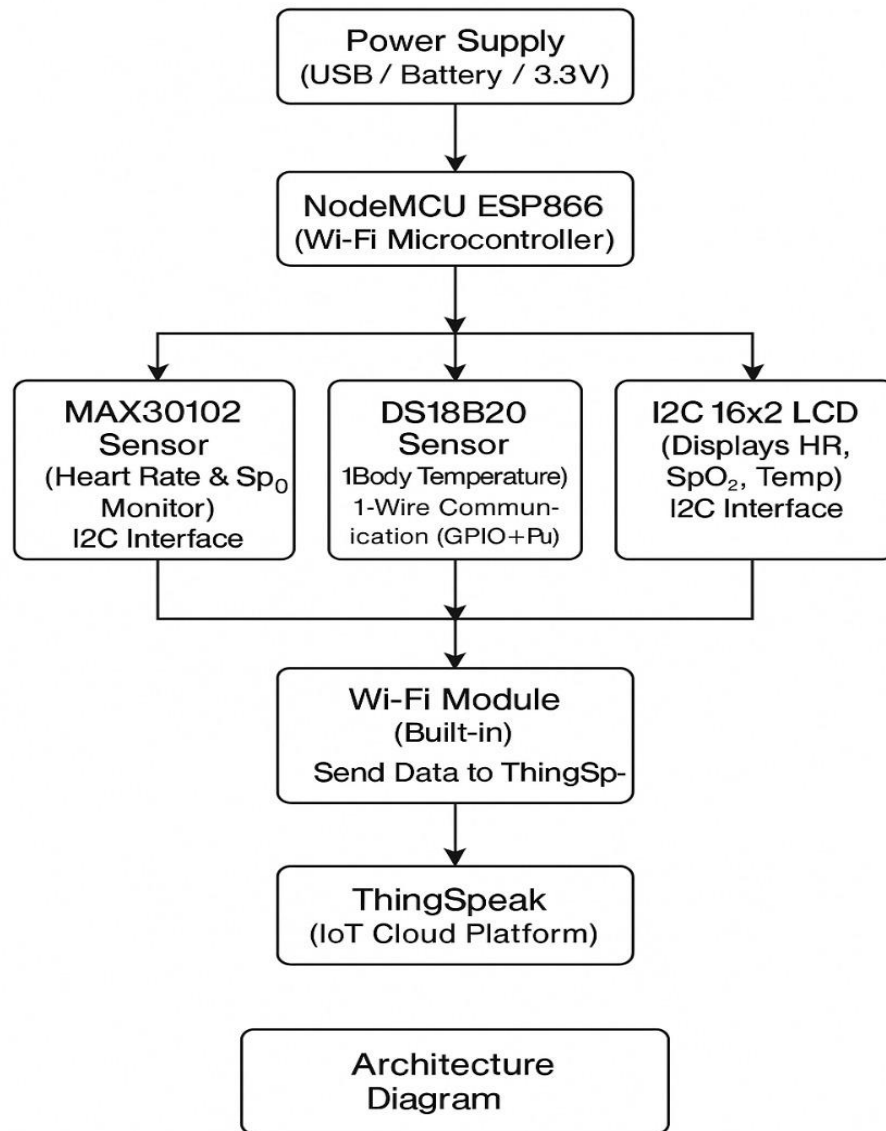 Power Supply
(USB / Battery / 3.3V)
NodeMCU ESP866
(Wi-Fi Microcontroller)
MAX30102
Sensor
(Heart Rate & Sp₀
Monitor)
I2C Interface
DS18B20
Sensor
1Body Temperature)
1-Wire Commun-
ication (GPIO+Pu)
I2C 16x2 LCD
(Displays HR,
SpO₂, Temp)
I2C Interface
Wi-Fi Module
(Built-in)
Send Data to ThingSp-
ThingSpeak
(IoT Cloud Platform)
Architecture
Diagram